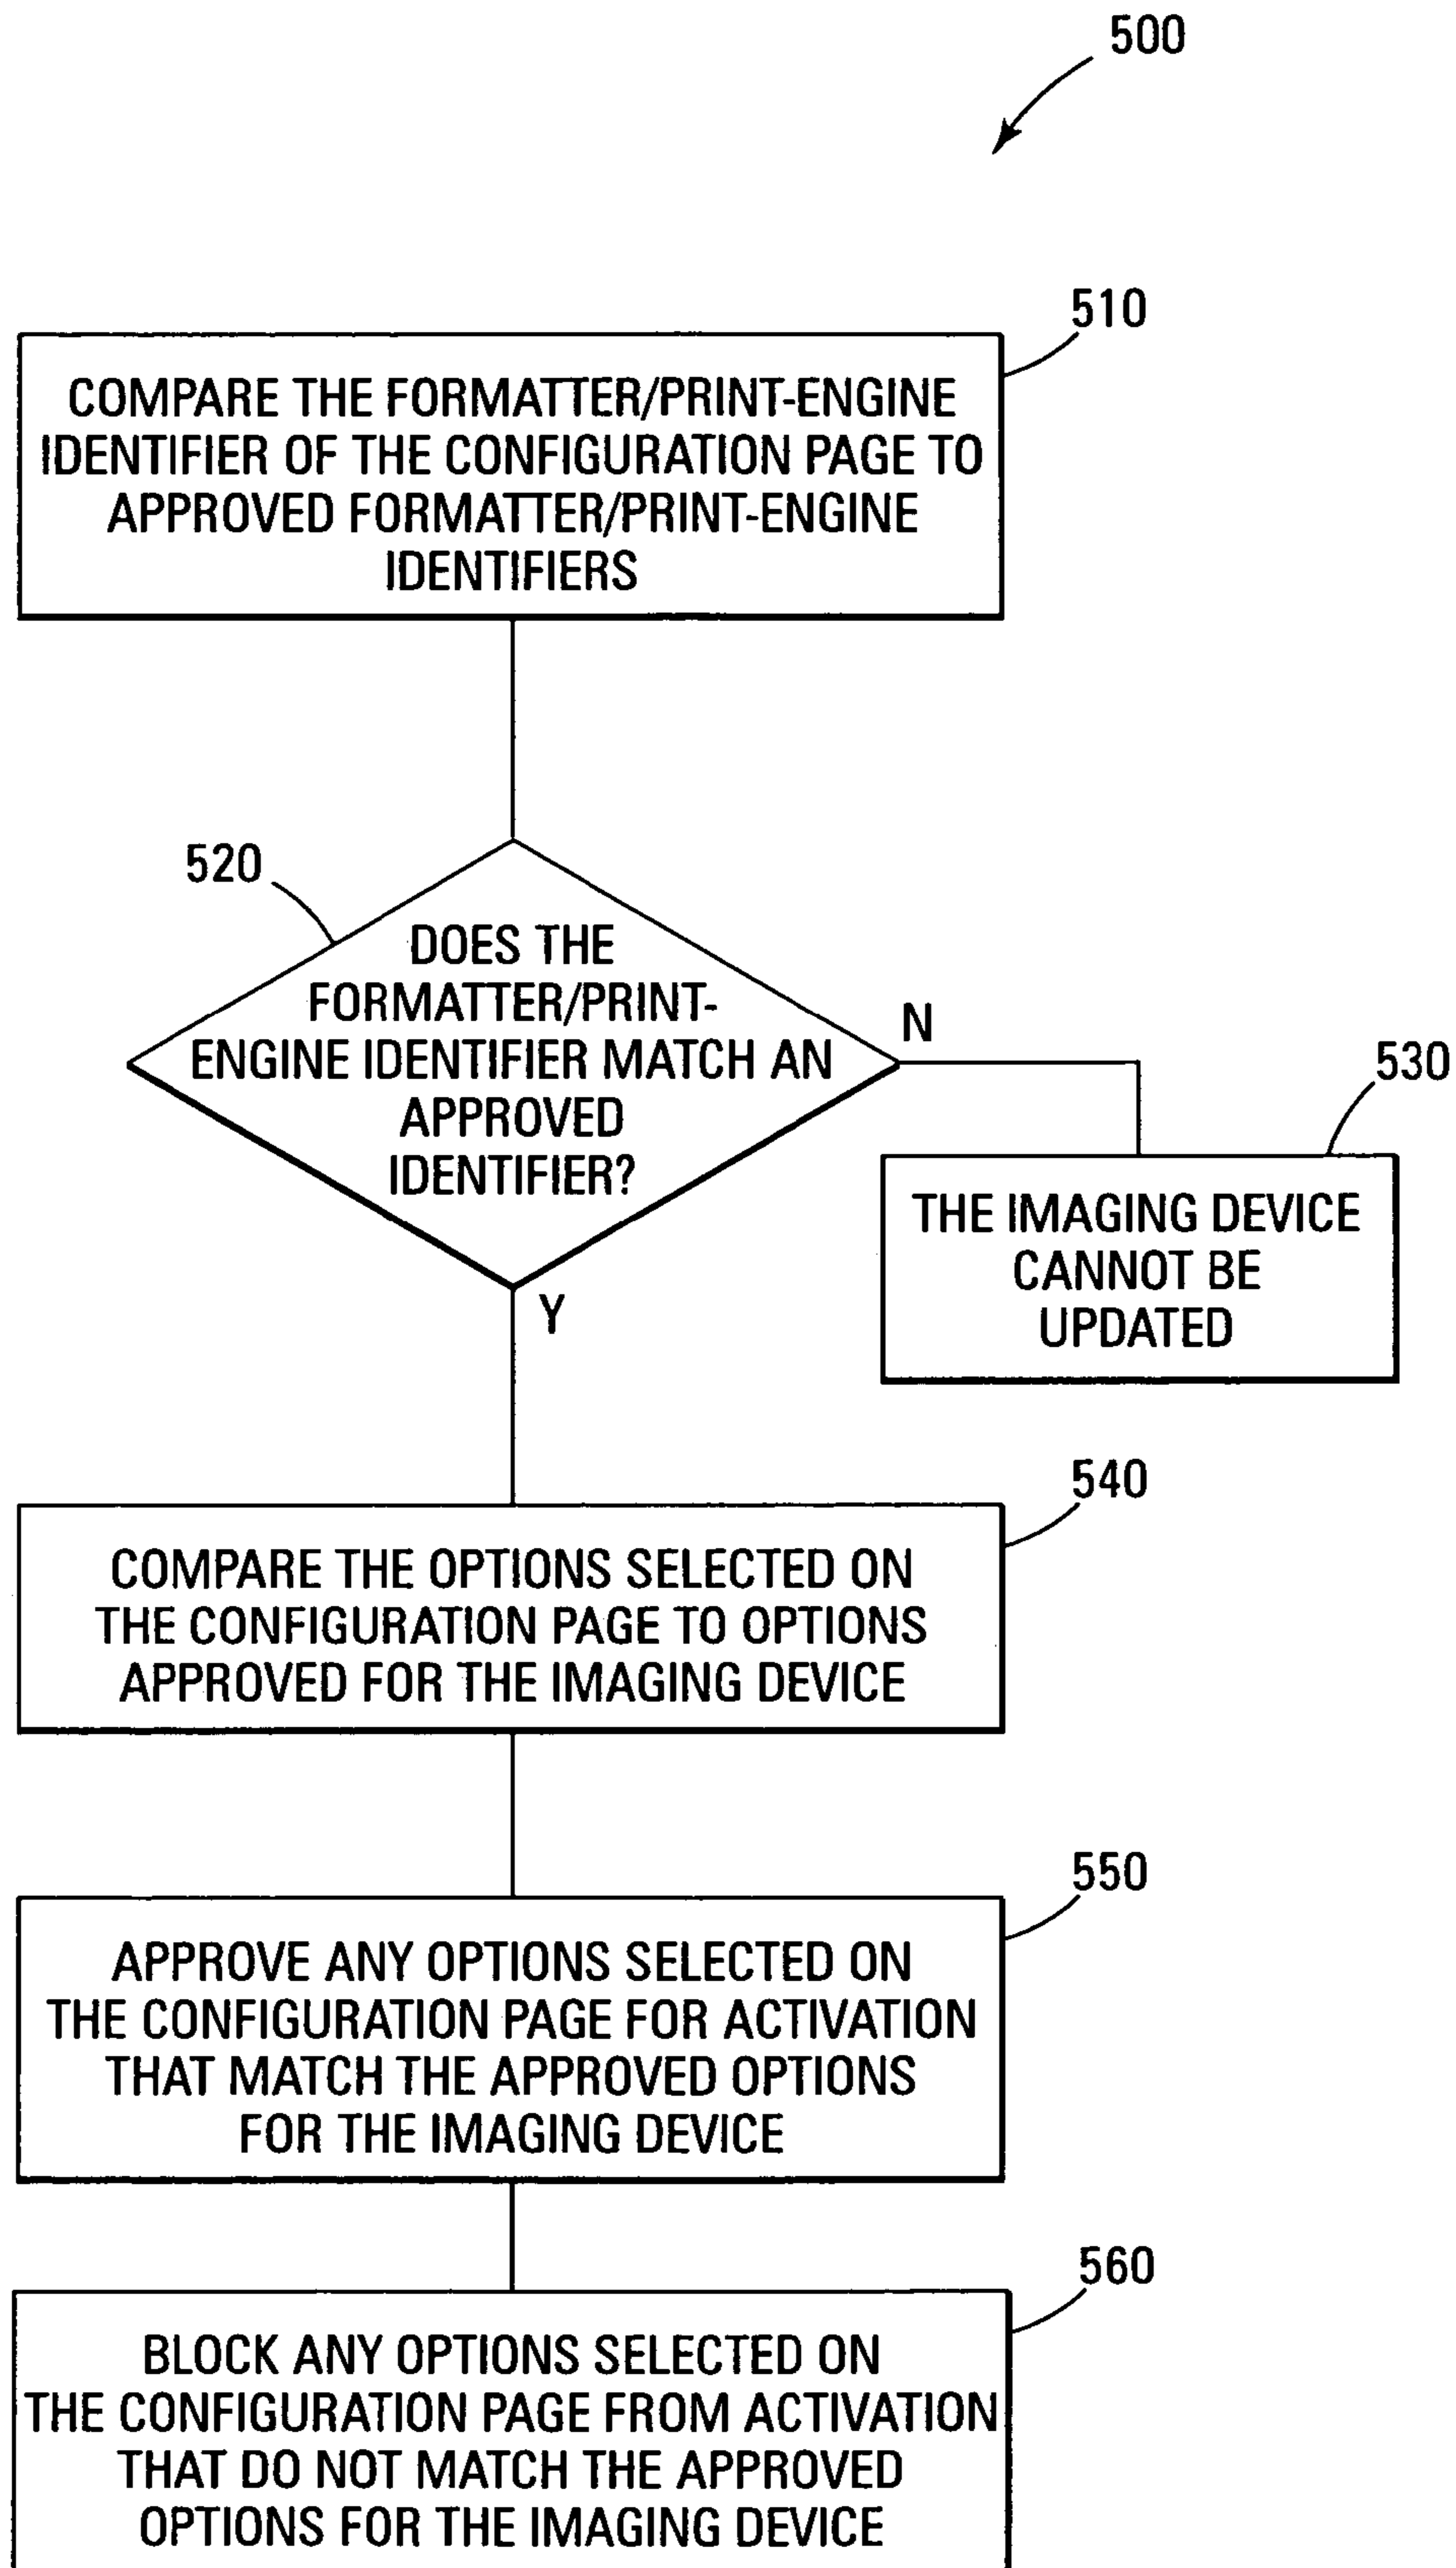 500
510
COMPARE THE FORMATTER/PRINT-ENGINE
IDENTIFIER OF THE CONFIGURATION PAGE TO
APPROVED FORMATTER/PRINT-ENGINE
IDENTIFIERS
520
DOES THE
FORMATTER/PRINT-
ENGINE IDENTIFIER MATCH AN
APPROVED
IDENTIFIER?
N
530
THE IMAGING DEVICE
CANNOT BE
UPDATED
Y
540
COMPARE THE OPTIONS SELECTED ON
THE CONFIGURATION PAGE TO OPTIONS
APPROVED FOR THE IMAGING DEVICE
550
APPROVE ANY OPTIONS SELECTED ON
THE CONFIGURATION PAGE FOR ACTIVATION
THAT MATCH THE APPROVED OPTIONS
FOR THE IMAGING DEVICE
560
BLOCK ANY OPTIONS SELECTED ON
THE CONFIGURATION PAGE FROM ACTIVATION
THAT DO NOT MATCH THE APPROVED
OPTIONS FOR THE IMAGING DEVICE